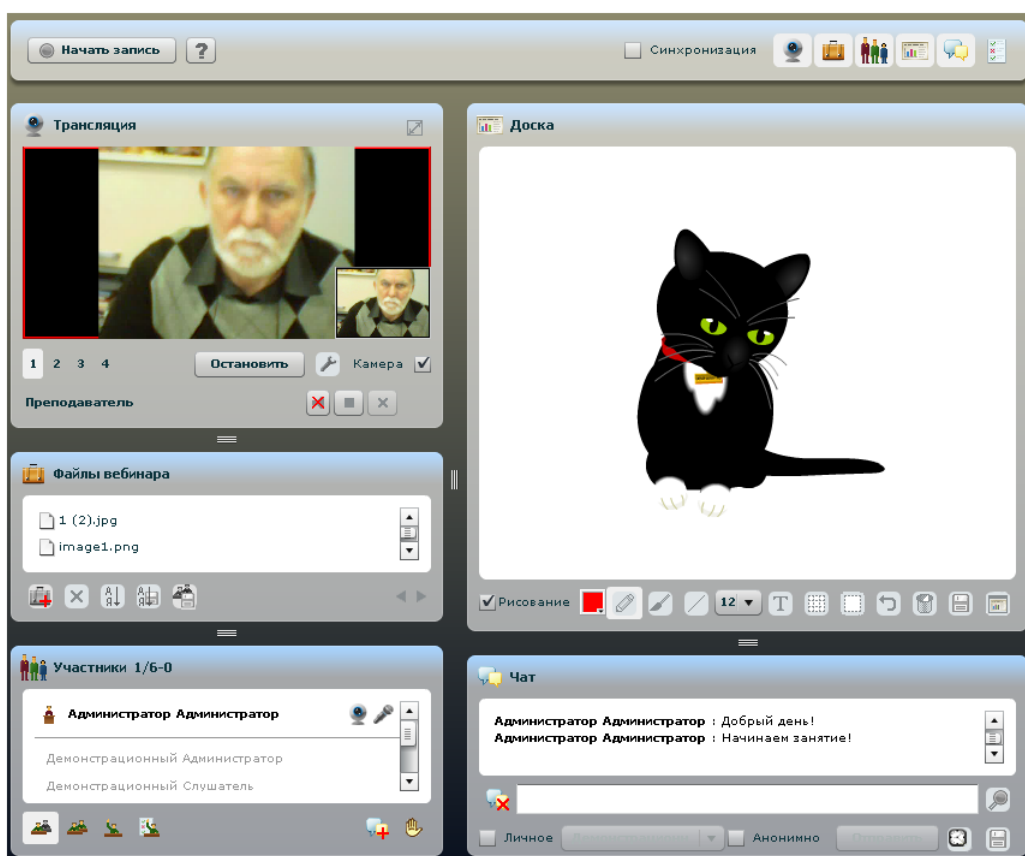 Начать запись
?
Синхронизация
Трансляция
1 2 3 4
Остановить
Камера
Преподаватель
Файлы вебинара
1 (2).jpg
image1.png
Участники 1/6-0
Администратор Администратор
Демонстрационный Администратор
Демонстрационный Слушатель
Доска
Рисование
12
T
Чат
Администратор Администратор : Добрый день!
Администратор Администратор : Начинаем занятие!
Личное
Анонимно